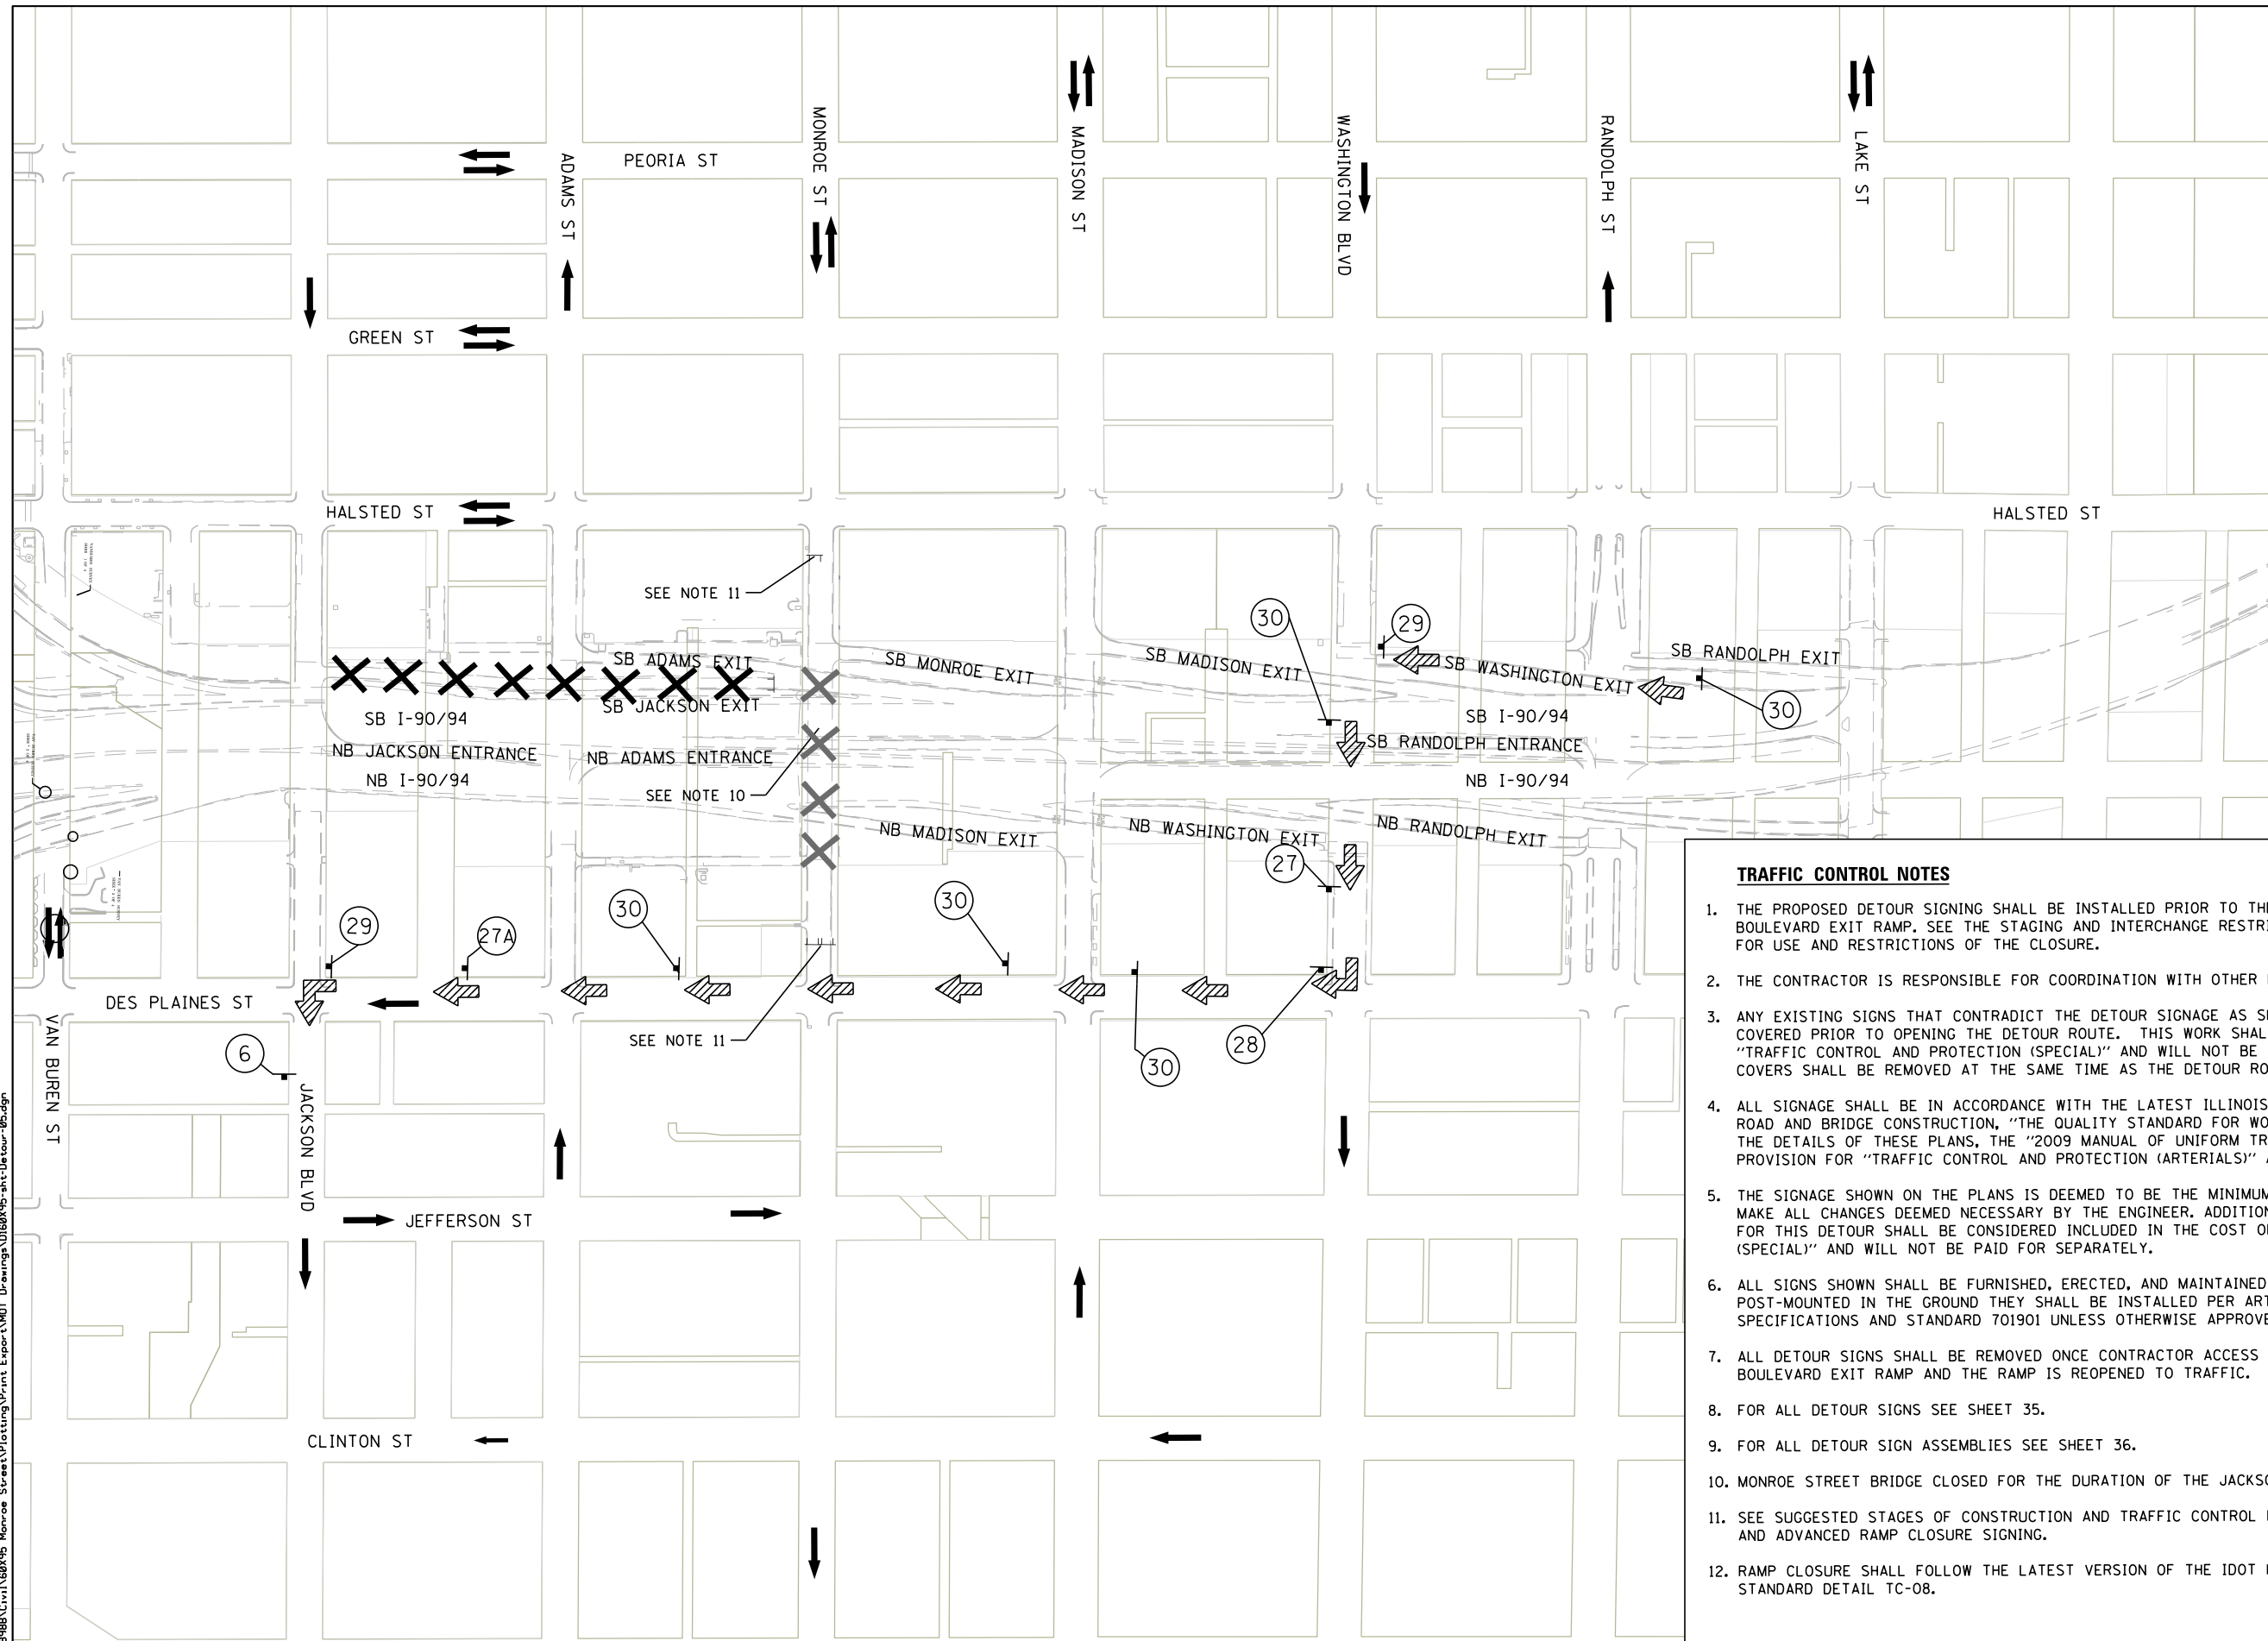 PEORIA ST
ADAMS ST
MONROE ST
MADISON ST
WASHINGTON BLVD
RANDOLPH ST
LAKE ST
GREEN ST
HALSTED ST
HALSTED ST
SEE NOTE 11
30
29
SB ADAMS EXIT
SB MONROE EXIT
SB MADISON EXIT
SB WASHINGTON EXIT
SB RANDOLPH EXIT
30
SB JACKSON EXIT
SB I-90/94
SB I-90/94
NB JACKSON ENTRANCE
NB ADAMS ENTRANCE
SB RANDOLPH ENTRANCE
NB I-90/94
NB I-90/94
SEE NOTE 10
NB MADISON EXIT
NB WASHINGTON EXIT
NB RANDOLPH EXIT
27
29
27A
30
30
DES PLAINES ST
SEE NOTE 11
28
30
6
VAN BUREN ST
JACKSON BLVD
JEFFERSON ST
CLINTON ST
TRAFFIC CONTROL NOTES
1. THE PROPOSED DETOUR SIGNING SHALL BE INSTALLED PRIOR TO
BOULEVARD EXIT RAMP. SEE THE STAGING AND INTERCHANGE
FOR USE AND RESTRICTIONS OF THE CLOSURE.
2. THE CONTRACTOR IS RESPONSIBLE FOR COORDINATION WITH OTHER
3. ANY EXISTING SIGNS THAT CONTRADICT THE DETOUR SIGNAGE AS
COVERED PRIOR TO OPENING THE DETOUR ROUTE. THIS WORK
"TRAFFIC CONTROL AND PROTECTION (SPECIAL)" AND WILL NOT BE
COVERS SHALL BE REMOVED AT THE SAME TIME AS THE DETOUR
4. ALL SIGNAGE SHALL BE IN ACCORDANCE WITH THE LATEST ILLINOIS
ROAD AND BRIDGE CONSTRUCTION, "THE QUALITY STANDARD FOR
THE DETAILS OF THESE PLANS, THE "2009 MANUAL OF UNIFORM
PROVISION FOR "TRAFFIC CONTROL AND PROTECTION (ARTERIALS)"
5. THE SIGNAGE SHOWN ON THE PLANS IS DEEMED TO BE THE MINIMUM
MAKE ALL CHANGES DEEMED NECESSARY BY THE ENGINEER.
FOR THIS DETOUR SHALL BE CONSIDERED INCLUDED IN THE COST
(SPECIAL)" AND WILL NOT BE PAID FOR SEPARATELY.
6. ALL SIGNS SHOWN SHALL BE FURNISHED, ERECTED, AND MAINTAINED
POST-MOUNTED IN THE GROUND THEY SHALL BE INSTALLED PER
SPECIFICATIONS AND STANDARD 701901 UNLESS OTHERWISE
7. ALL DETOUR SIGNS SHALL BE REMOVED ONCE CONTRACTOR ACCESS
BOULEVARD EXIT RAMP AND THE RAMP IS REOPENED TO TRAFFIC.
8. FOR ALL DETOUR SIGNS SEE SHEET 35.
9. FOR ALL DETOUR SIGN ASSEMBLIES SEE SHEET 36.
10. MONROE STREET BRIDGE CLOSED FOR THE DURATION OF THE
11. SEE SUGGESTED STAGES OF CONSTRUCTION AND TRAFFIC CONTROL
AND ADVANCED RAMP CLOSURE SIGNING.
12. RAMP CLOSURE SHALL FOLLOW THE LATEST VERSION OF THE IDOT
STANDARD DETAIL TC-08.